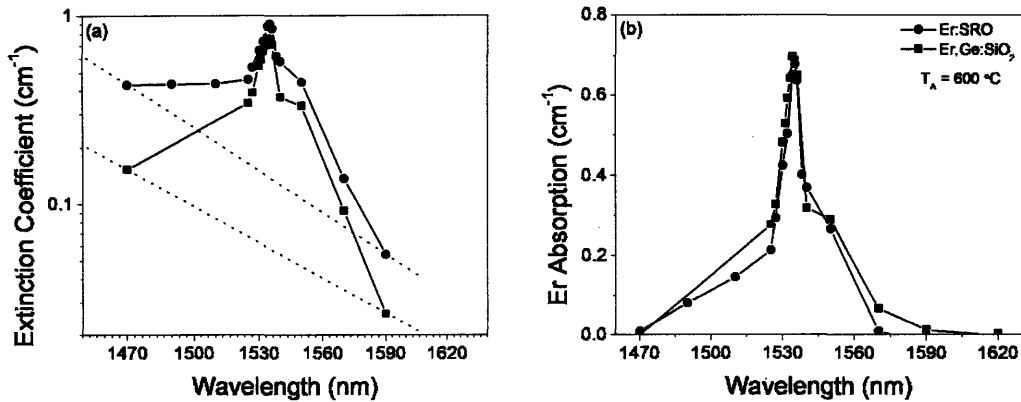 (a)
1
0.1
Extinction Coefficient (cm⁻¹)
1470 1500 1530 1560 1590 1620
Wavelength (nm)
(b)
Er:SRO
Er,Ge:SiO₂
T_A = 600 °C
0.8
0.6
0.4
0.2
0.0
Er Absorption (cm⁻¹)
1470 1500 1530 1560 1590 1620
Wavelength (nm)